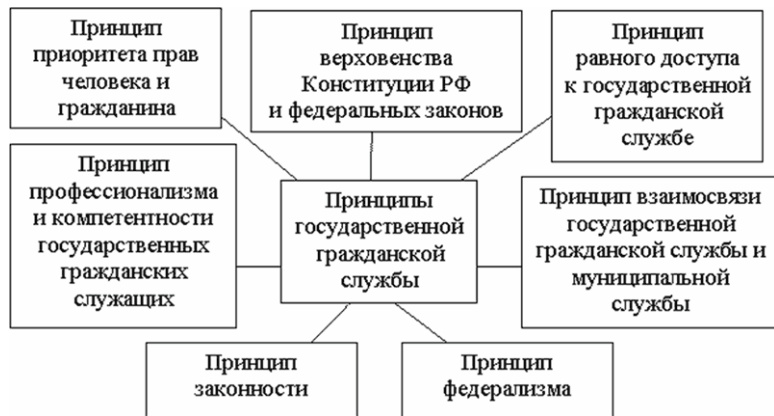 Принцип
приоритета прав
человека и
гражданина
Принцип
верховенства
Конституции РФ
и федеральных законов
Принцип
равного доступа
к государственной
гражданской
службе
Принцип
профессионализма
и компетентности
государственных
гражданских
служащих
Принципы
государственной
гражданской
службы
Принцип взаимосвязи
государственной
гражданской службы и
муниципальной
службы
Принцип
законности
Принцип
федерализма